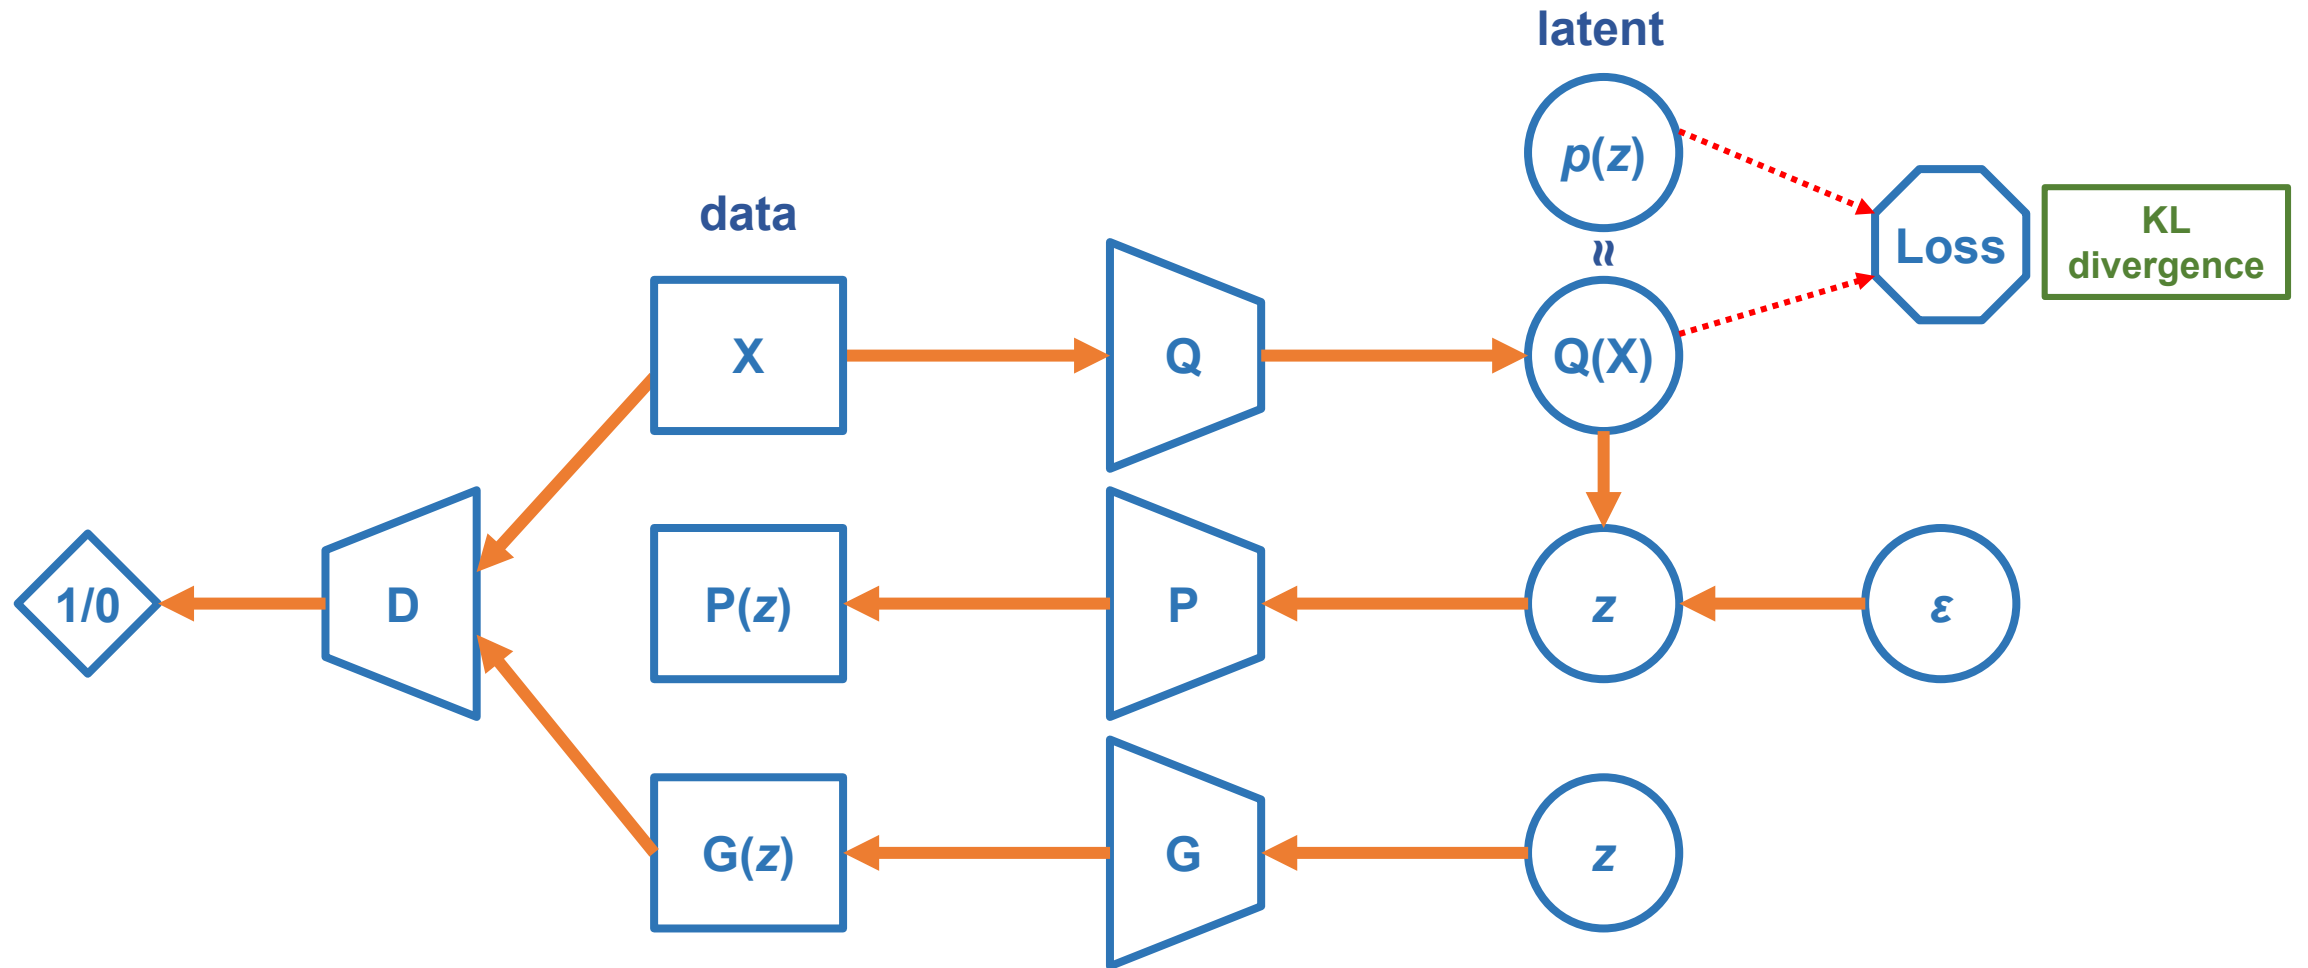 latent
p(z)
data
≈
Loss
KL
divergence
X
Q
Q(X)
1/0
D
P(z)
P
z
ε
G(z)
G
z